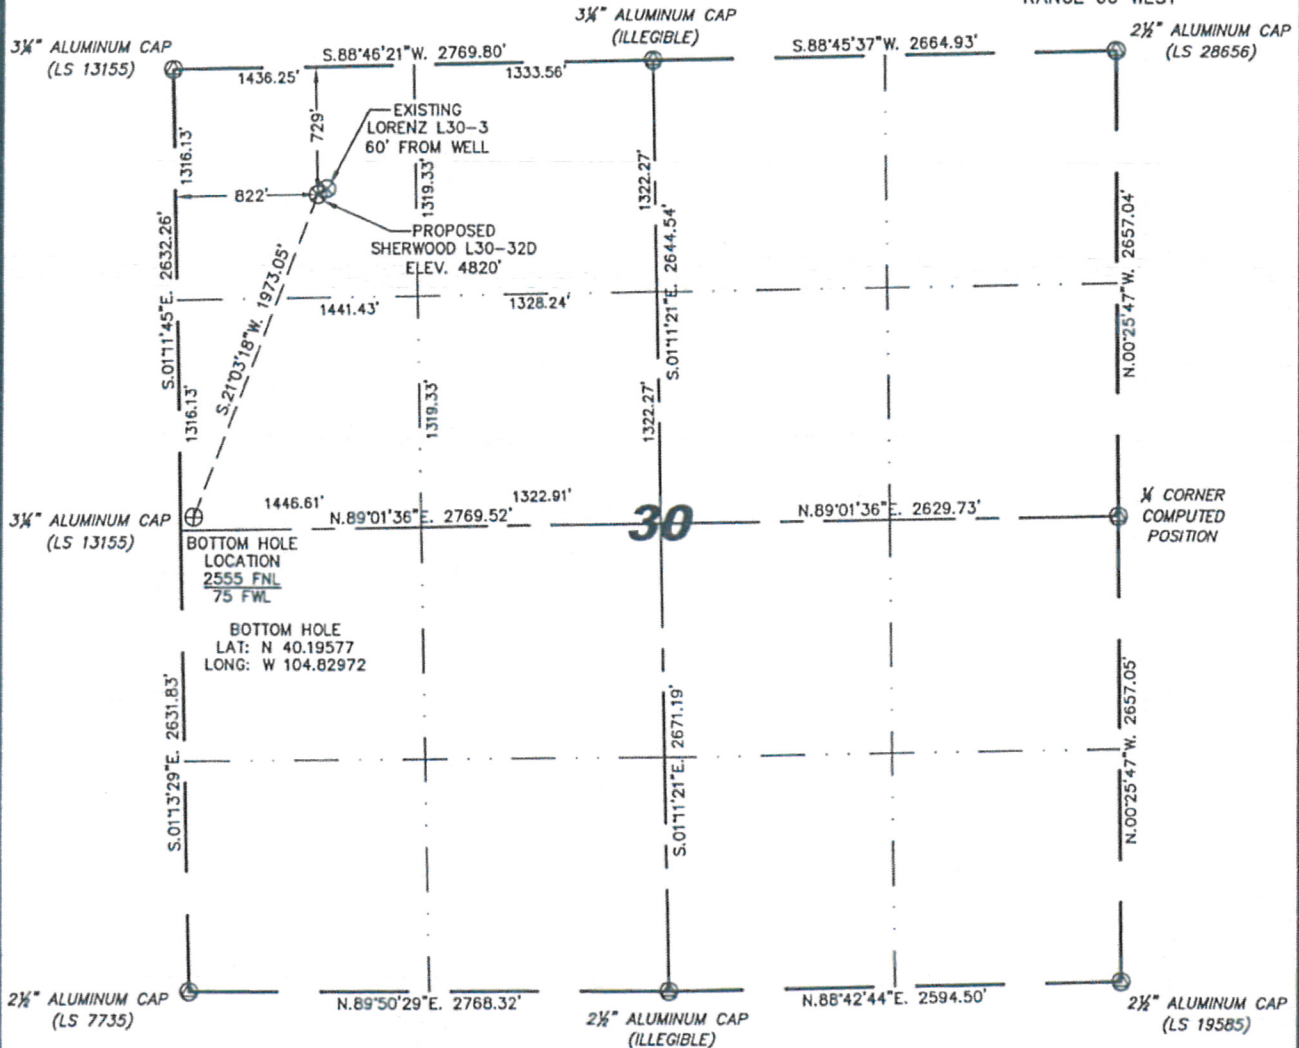 RANGE 66 WEST
3¼" ALUMINUM CAP
(ILLEGIBLE)
3¼" ALUMINUM CAP
(LS 13155)
2½" ALUMINUM CAP
(LS 28656)
S.88°46'21"W. 2769.80'
S.88°45'37"W. 2664.93'
1436.25'
1333.56'
729'
EXISTING
LORENZ L30-3
60' FROM WELL
1316.13'
1319.33'
1322.27'
822'
PROPOSED
SHERWOOD L30-32D
ELEV. 4820'
S.01°11'45"E. 2632.26'
S.21°03'18"W. 1973.05'
S.01°11'21"E. 2644.54'
N.00°25'47"W. 2657.04'
1441.43'
1328.24'
1316.13'
1319.33'
1322.27'
1446.61'
1322.91'
3¼" ALUMINUM CAP
(LS 13155)
N.89°01'36"E. 2769.52'
30
N.89°01'36"E. 2629.73'
¼ CORNER
COMPUTED
POSITION
BOTTOM HOLE
LOCATION
2555 FNL
75 FWL
BOTTOM HOLE
LAT: N 40.19577
LONG: W 104.82972
S.01°13'29"E. 2631.83'
S.01°11'21"E. 2671.19'
N.00°25'47"W. 2657.05'
2½" ALUMINUM CAP
(LS 7735)
N.89°50'29"E. 2768.32'
N.88°42'44"E. 2594.50'
2½" ALUMINUM CAP
(ILLEGIBLE)
2½" ALUMINUM CAP
(LS 19585)